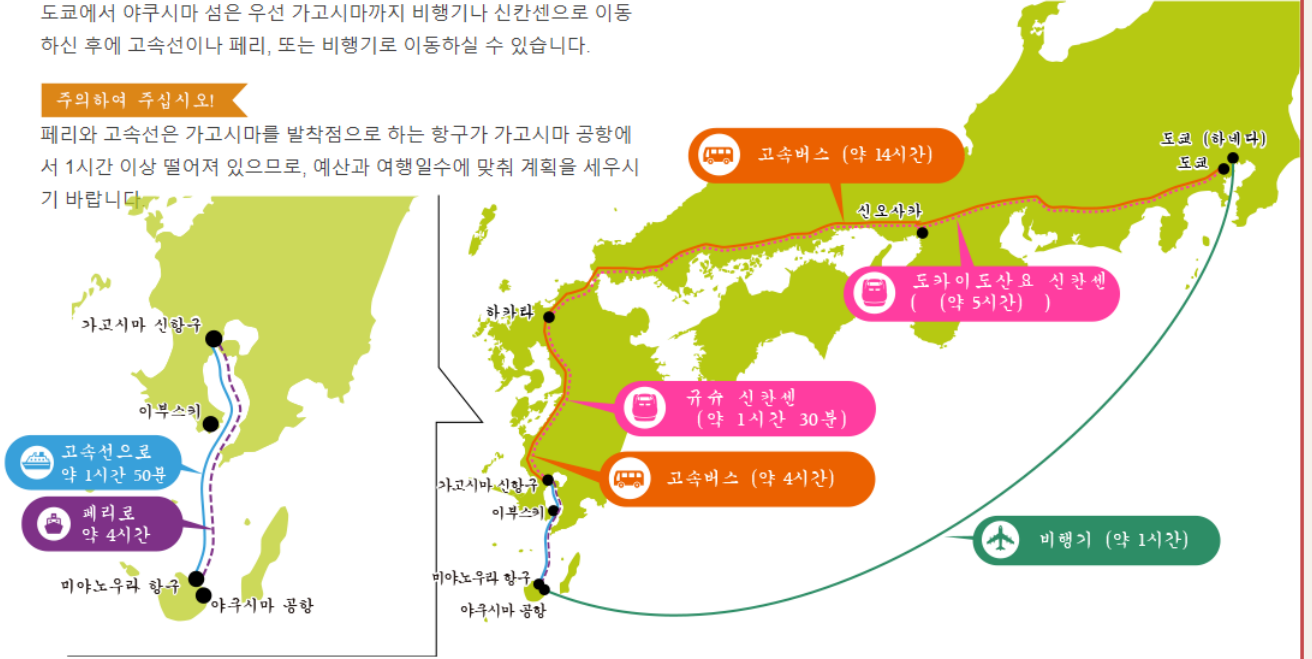 도쿄에서 야쿠시마 섬은 우선 가고시마까지 비행기나 신칸센으로 이동
하신 후에 고속선이나 페리, 또는 비행기로 이동하실 수 있습니다.
주의하여 주십시오!
페리와 고속선은 가고시마를 발착점으로 하는 항구가 가고시마 공항에
서 1시간 이상 떨어져 있으므로, 예산과 여행일수에 맞춰 계획을 세우시
기 바랍니다.
고속버스 (약 14시간)
도쿄 (하네다)
도쿄
신오사카
도카이도산요 신칸센
( (약 5시간) )
하카타
규슈 신칸센
(약 1시간 30분)
고속버스 (약 4시간)
가고시마 신항구
이부스키
미야노우라 항구
야쿠시마 공항
비행기 (약 1시간)
가고시마 신항구
이부스키
고속선으로
약 1시간 50분
페리로
약 4시간
미야노우라 항구
야쿠시마 공항